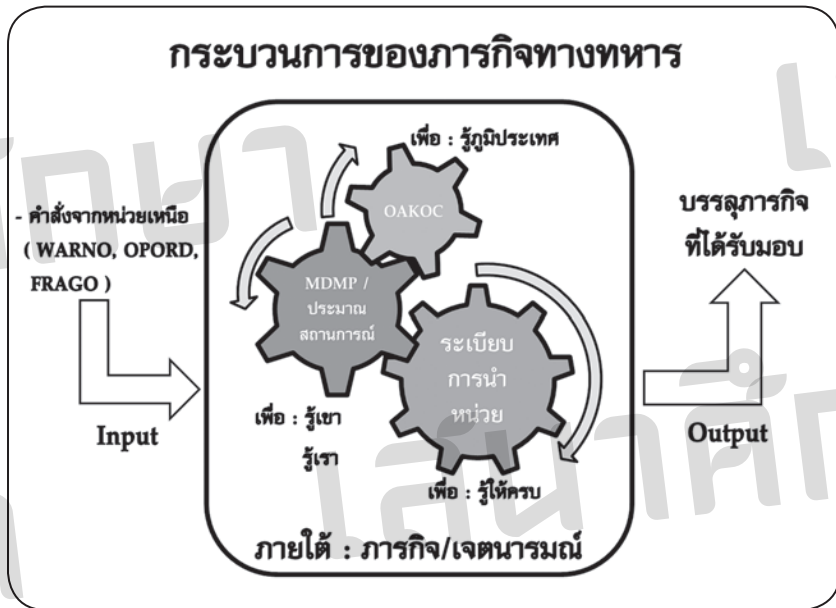 กระบวนการของภารกิจทางทหาร
- คำสั่งจากหน่วยเหนือ
( WARNO, OPORD,
FRAGO )
Input
เพื่อ : รู้ภูมิประเทศ
OAKOC
MDMP /
ประมาณ
สถานการณ์
เพื่อ : รู้เขา
รู้เรา
ระเบียบ
การนำ
หน่วย
เพื่อ : รู้ให้ครบ
ภายใต้ : ภารกิจ/เจตนารมณ์
บรรลุภารกิจ
ที่ได้รับมอบ
Output